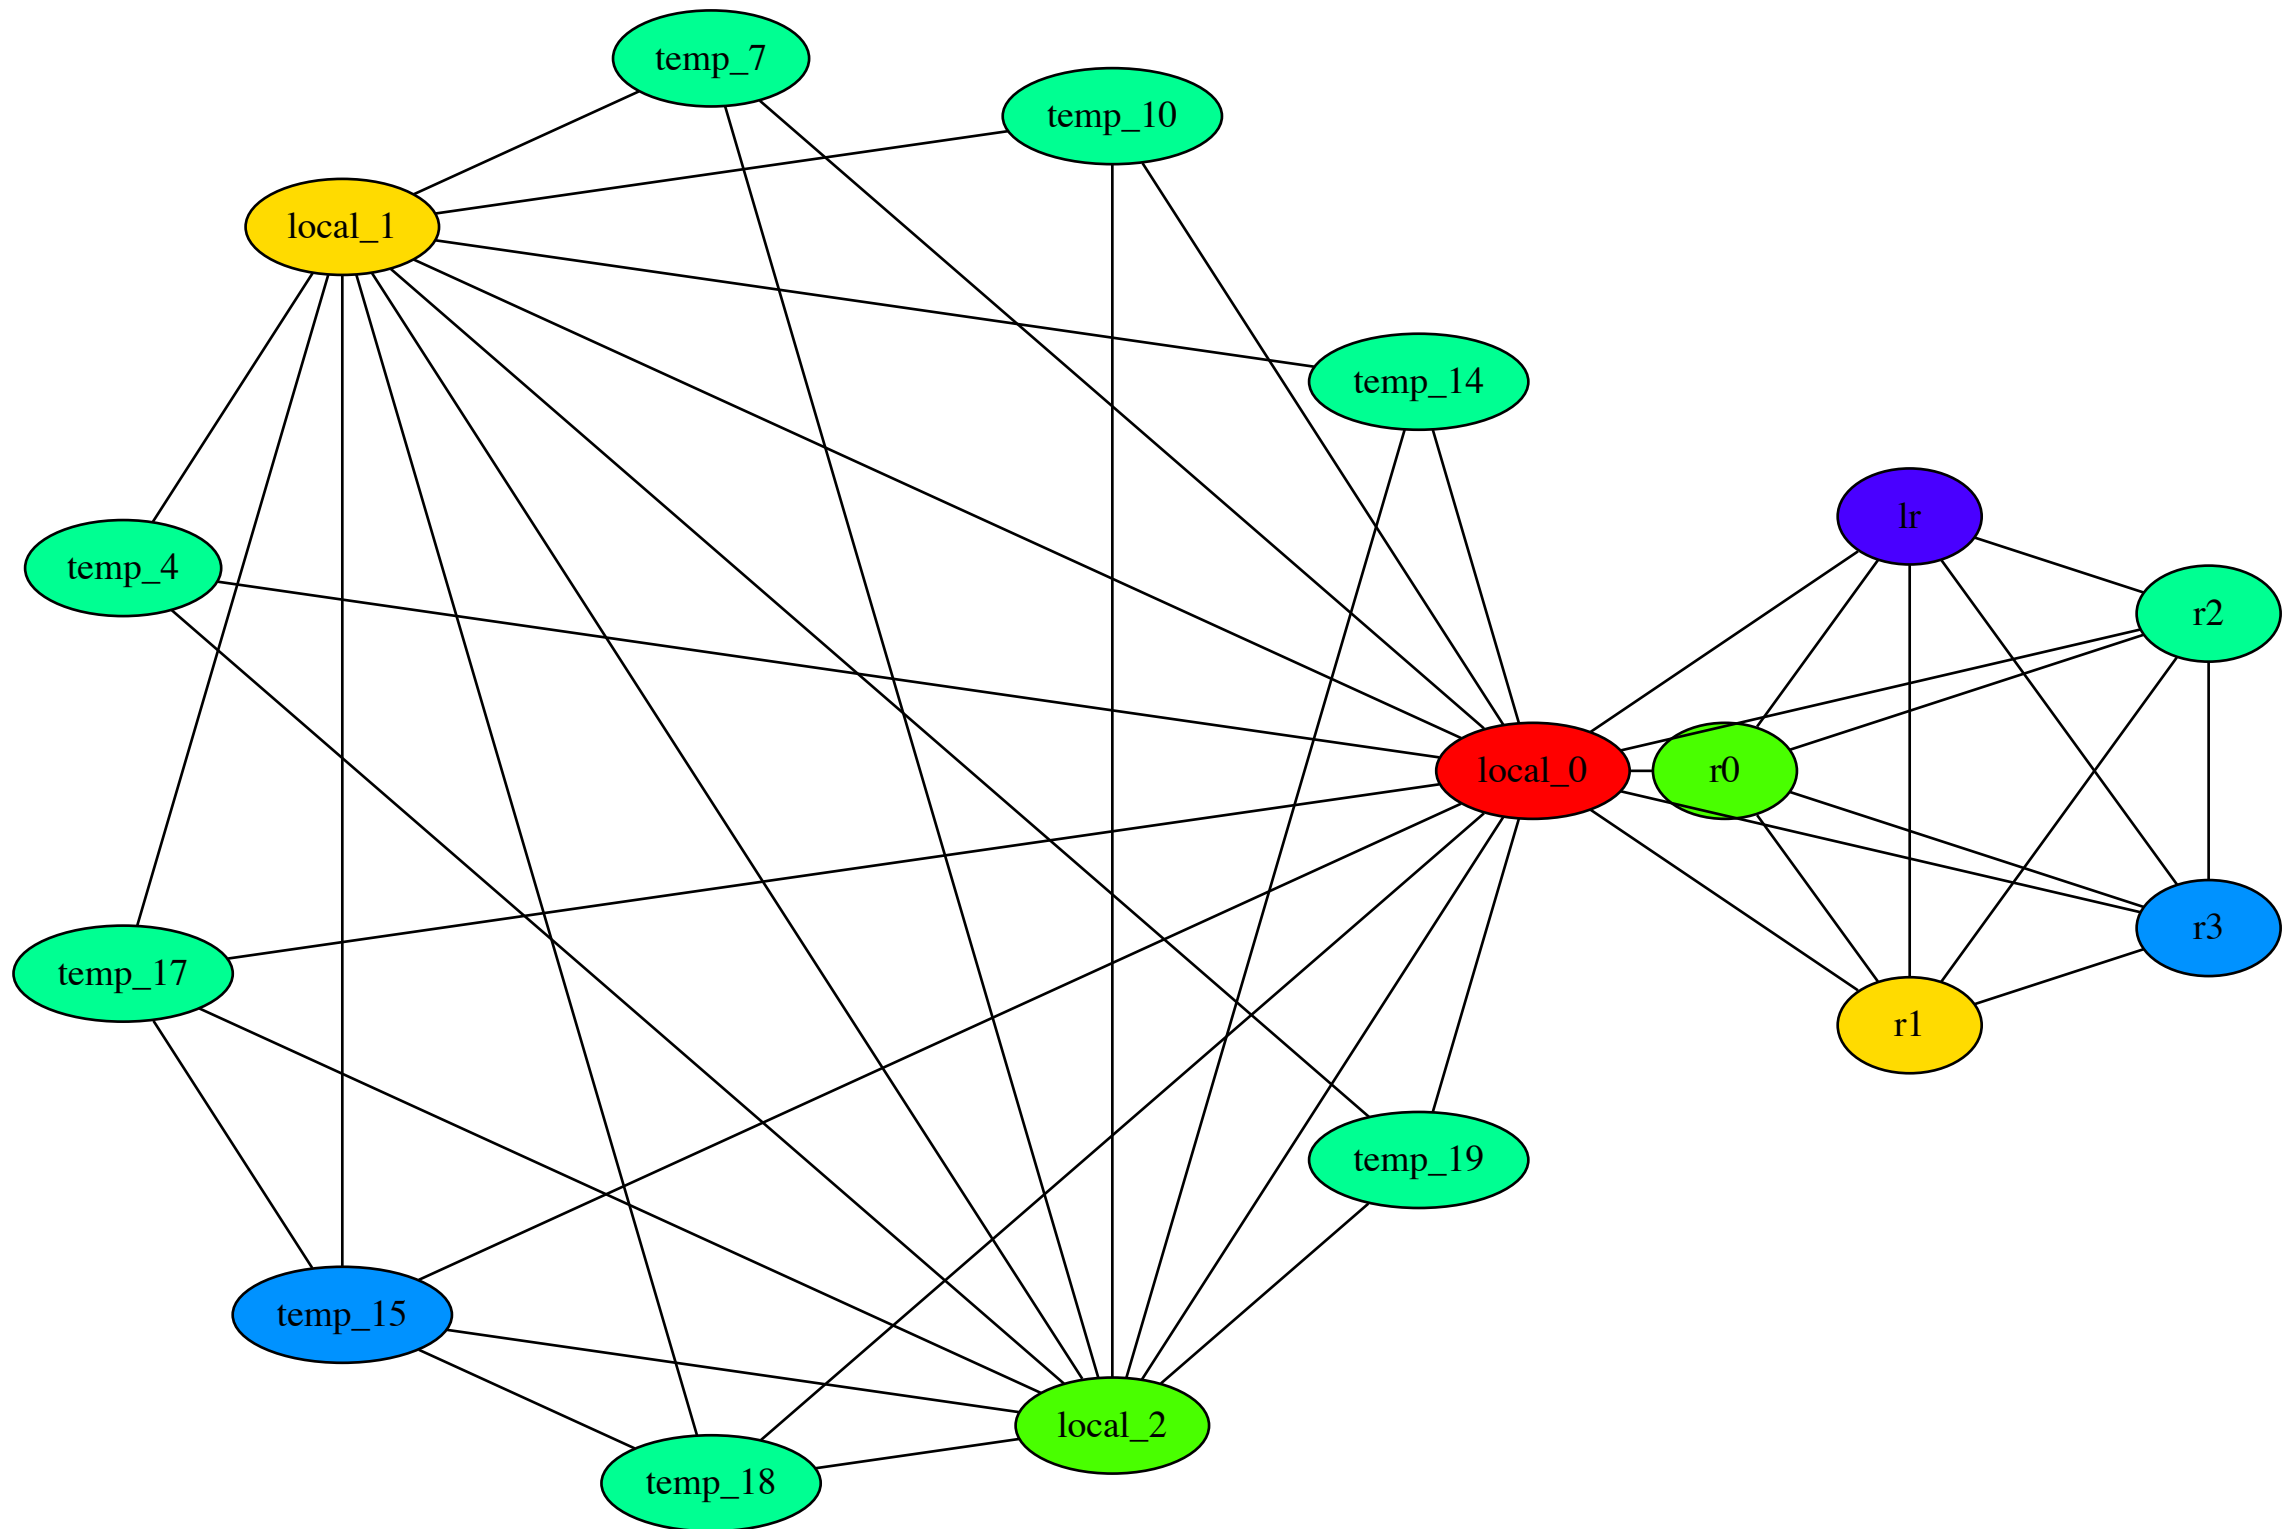 temp_7
temp_10
local_1
temp_14
lr
temp_4
r2
local_0
r0
r3
temp_17
r1
temp_19
temp_15
local_2
temp_18